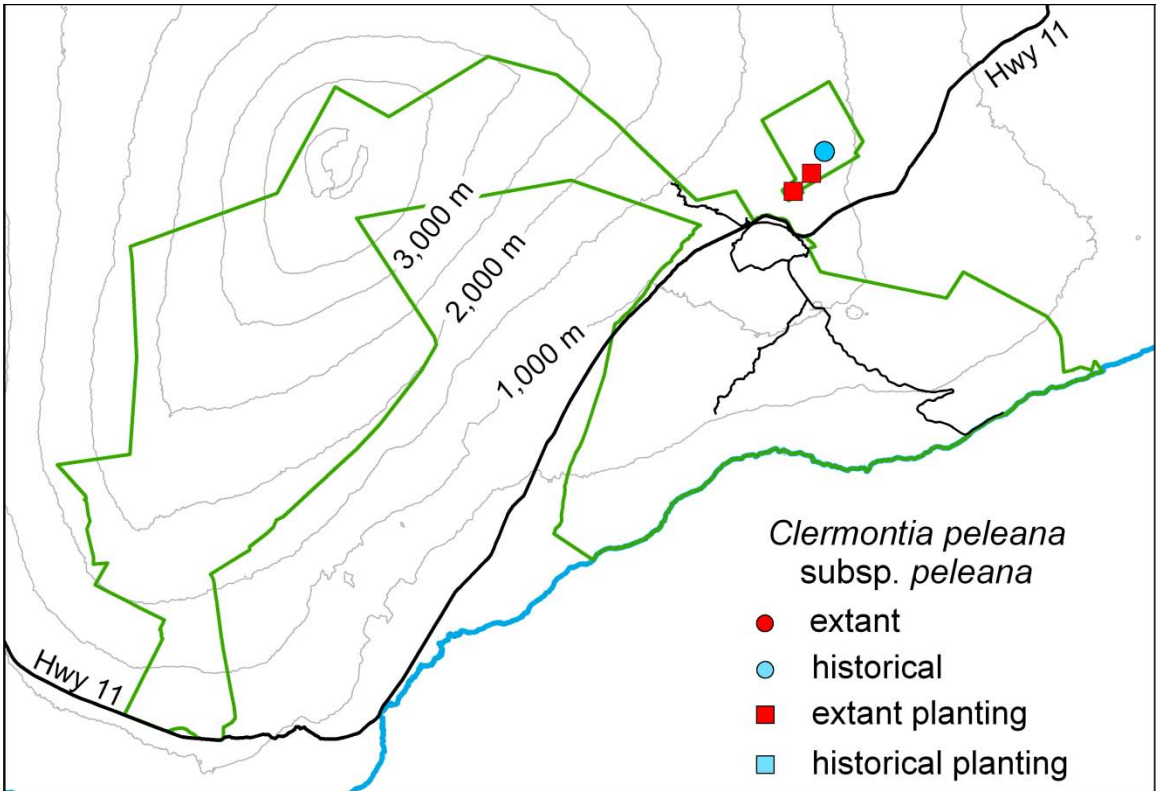 Hwy 11
3,000 m
2,000 m
1,000 m
Hwy 11
Clermontia peleana
subsp. peleana
extant
historical
extant planting
historical planting